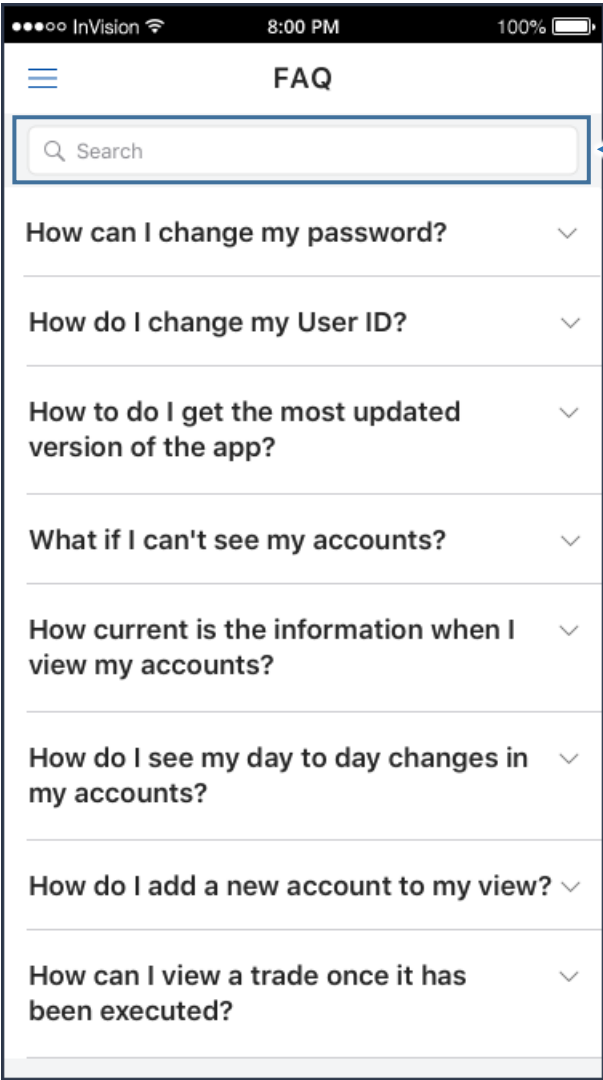 InVision 8:00 PM 100%
FAQ
Search
How can I change my password?
How do I change my User ID?
How to do I get the most updated
version of the app?
What if I can't see my accounts?
How current is the information when I
view my accounts?
How do I see my day to day changes in
my accounts?
How do I add a new account to my view?
How can I view a trade once it has
been executed?